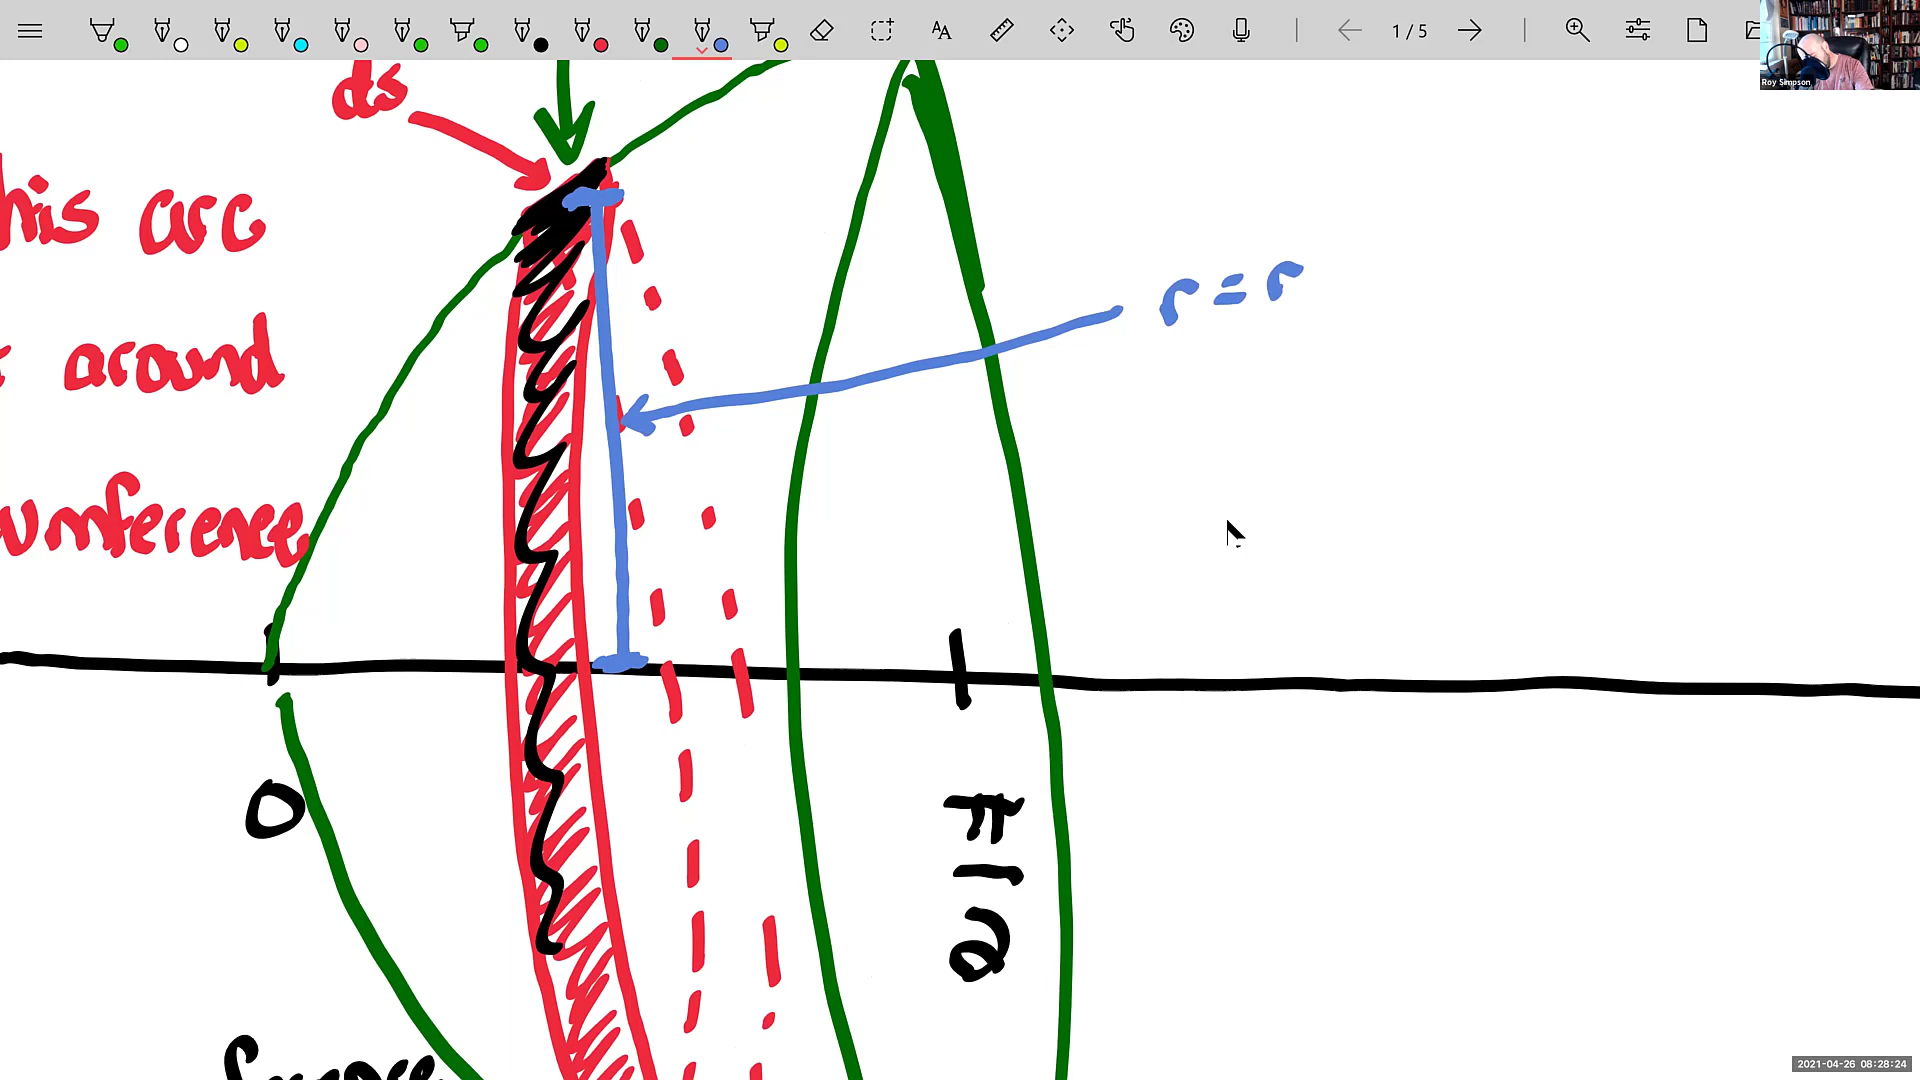 1 / 5
Roy Simpson
ds
his arc
around
umference
r = r
0
π
2
2021-04-26 08:28:24